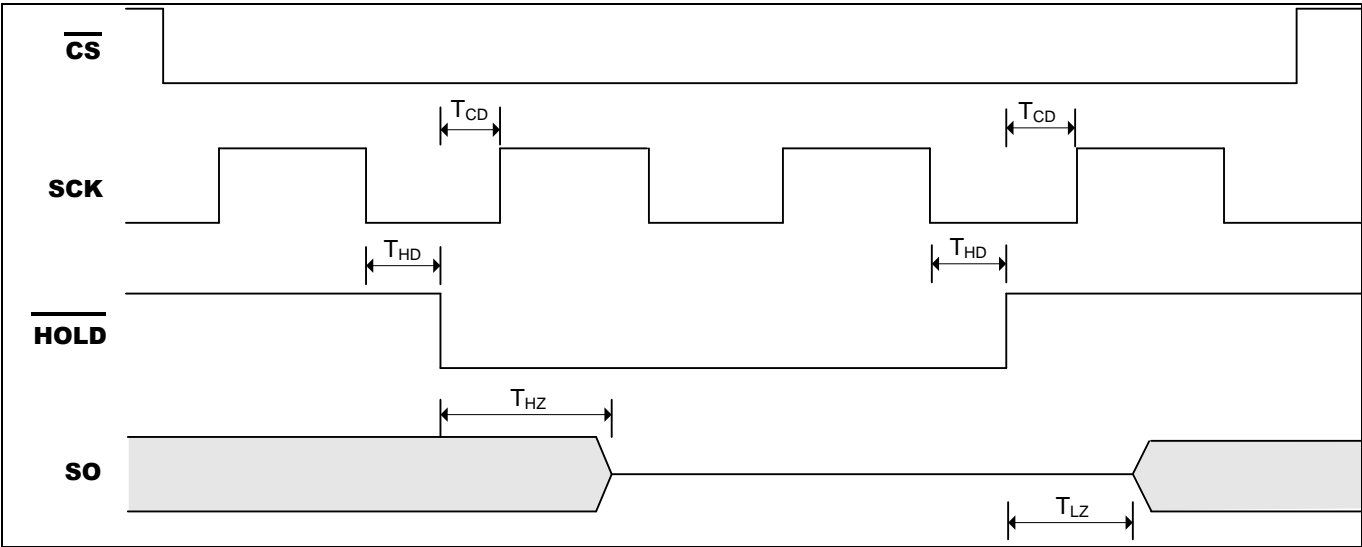 CS
T_CD T_CD
SCK
T_HD T_HD
HOLD
T_HZ
SO
T_LZ